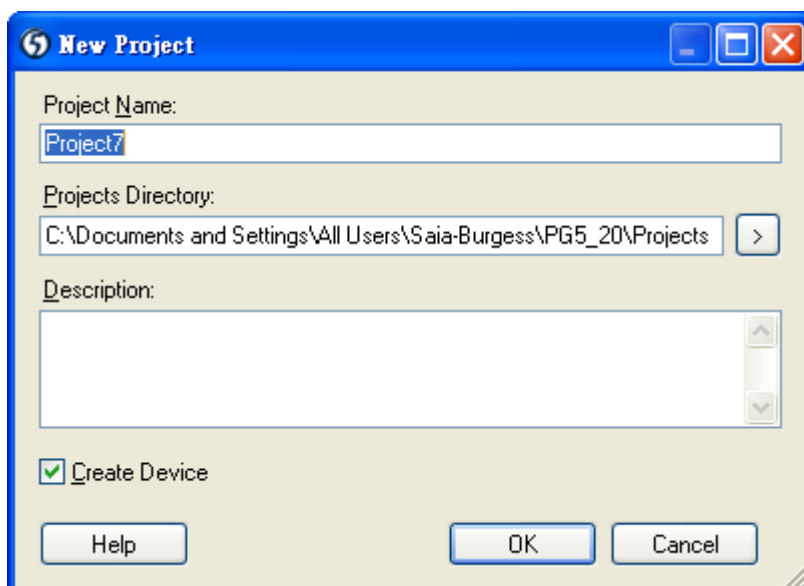 New Project
Project Name:
Project7
Projects Directory:
C:\Documents and Settings\All Users\Saia-Burgess\PG5_20\Projects
>
Description:
Create Device
Help
OK
Cancel